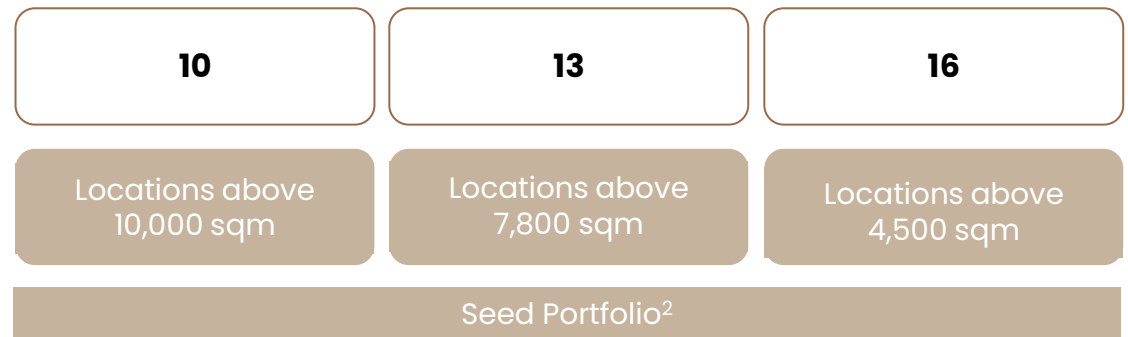 10
13
16
Locations above
10,000 sqm
Locations above
7,800 sqm
Locations above
4,500 sqm
Seed Portfolio²